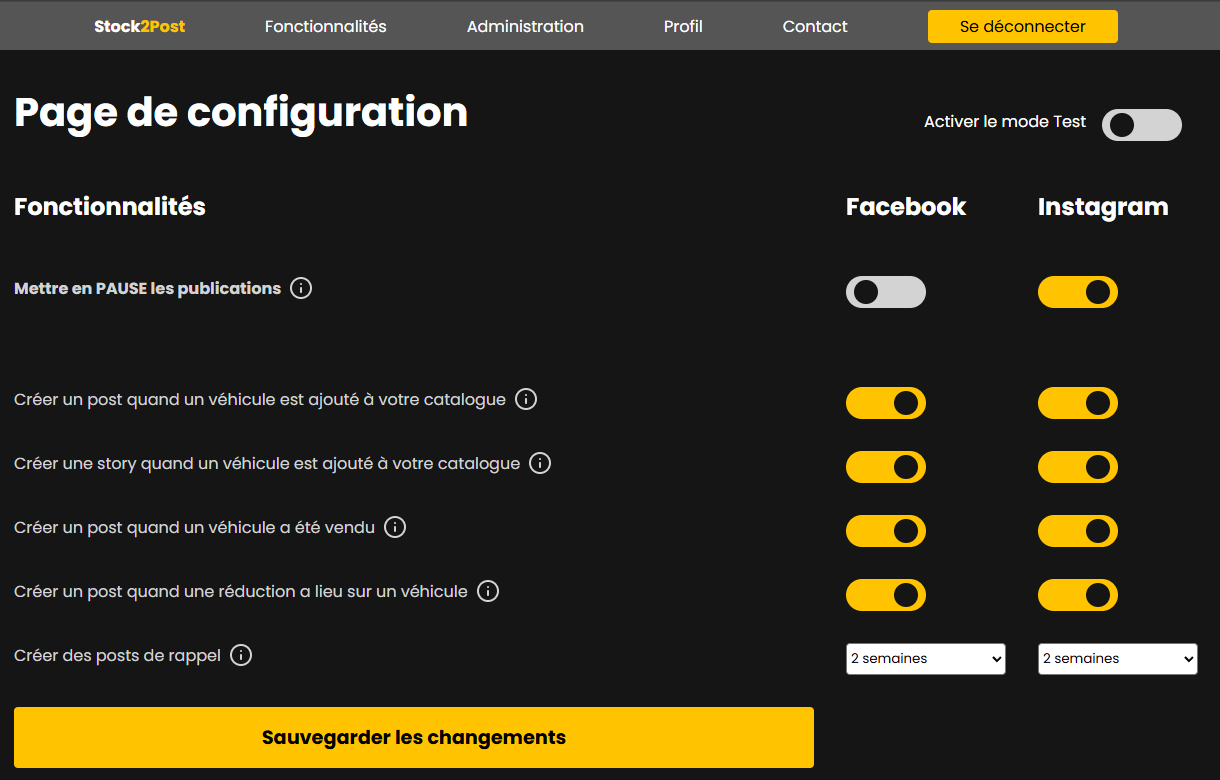 Stock2Post Fonctionnalités Administration Profil Contact Se déconnecter
Page de configuration
Activer le mode Test
Fonctionnalités Facebook Instagram
Mettre en PAUSE les publications
Créer un post quand un véhicule est ajouté à votre catalogue
Créer une story quand un véhicule est ajouté à votre catalogue
Créer un post quand un véhicule a été vendu
Créer un post quand une réduction a lieu sur un véhicule
Créer des posts de rappel 2 semaines 2 semaines
Sauvegarder les changements